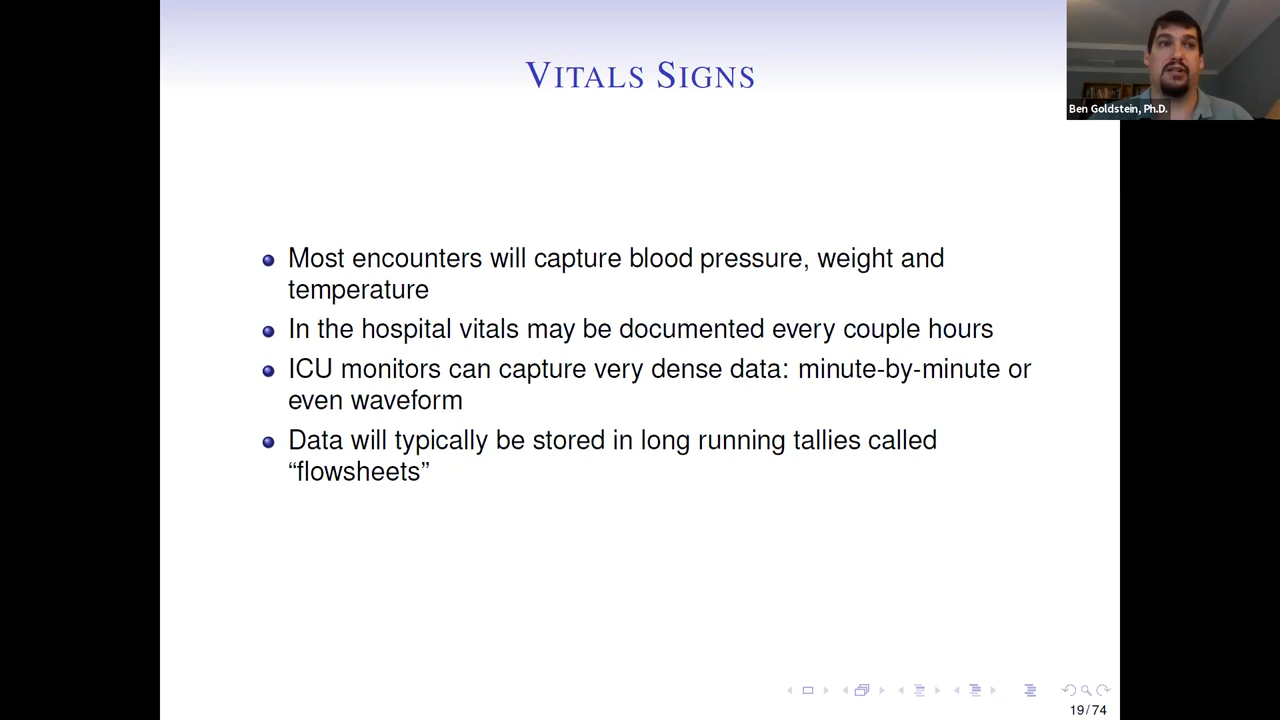 VITALS SIGNS
Ben Goldstein, Ph.D.
Most encounters will capture blood pressure, weight and
temperature
In the hospital vitals may be documented every couple hours
ICU monitors can capture very dense data: minute-by-minute or
even waveform
Data will typically be stored in long running tallies called
“flowsheets”
19/74